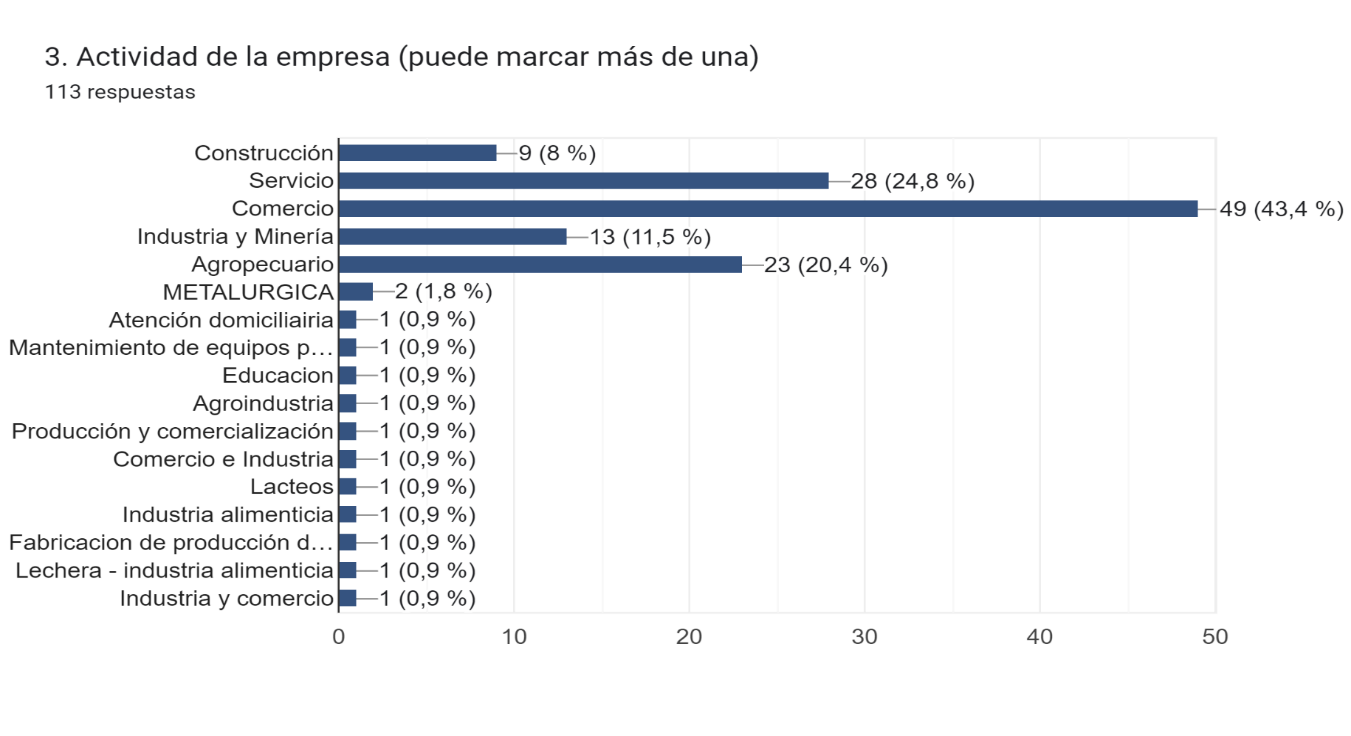 3. Actividad de la empresa (puede marcar más de una)
113 respuestas
Construcción 9 (8 %)
Servicio 28 (24,8 %)
Comercio 49 (43,4 %)
Industria y Minería 13 (11,5 %)
Agropecuario 23 (20,4 %)
METALURGICA 2 (1,8 %)
Atención domiciliairia 1 (0,9 %)
Mantenimiento de equipos p… 1 (0,9 %)
Educacion 1 (0,9 %)
Agroindustria 1 (0,9 %)
Producción y comercialización 1 (0,9 %)
Comercio e Industria 1 (0,9 %)
Lacteos 1 (0,9 %)
Industria alimenticia 1 (0,9 %)
Fabricacion de producción d… 1 (0,9 %)
Lechera - industria alimenticia 1 (0,9 %)
Industria y comercio 1 (0,9 %)
0 10 20 30 40 50